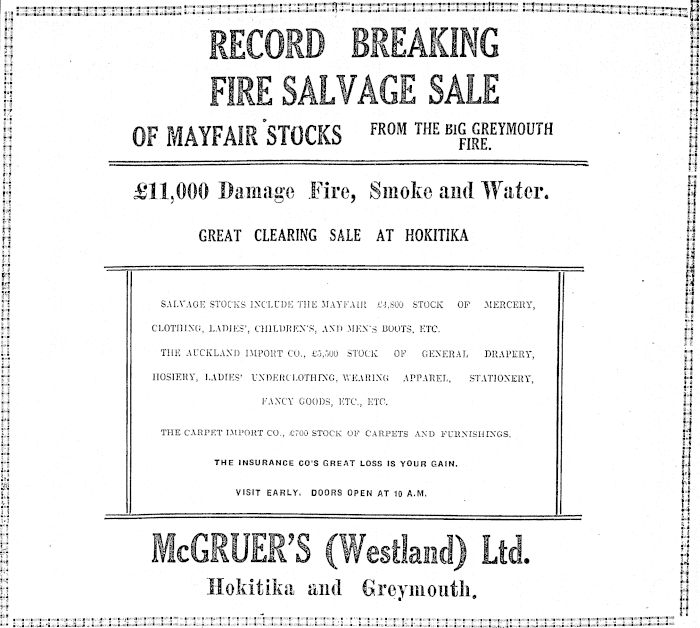 RECORD BREAKING
FIRE SALVAGE SALE
OF MAYFAIR STOCKS FROM THE BIG GREYMOUTH
FIRE.
£11,000 Damage Fire, Smoke and Water.
GREAT CLEARING SALE AT HOKITIKA
SALVAGE STOCKS INCLUDE THE MAYFAIR £4,800 STOCK OF MERCERY,
CLOTHING, LADIES', CHILDREN'S, AND MEN'S BOOTS, ETC.
THE AUCKLAND IMPORT CO., £5,500 STOCK OF GENERAL DRAPERY,
HOSIERY, LADIES' UNDERCLOTHING, WEARING APPAREL, STATIONERY,
FANCY GOODS, ETC., ETC.
THE CARPET IMPORT CO., £700 STOCK OF CARPETS AND FURNISHINGS.
THE INSURANCE CO'S GREAT LOSS IS YOUR GAIN.
VISIT EARLY. DOORS OPEN AT 10 A.M.
McGRUER'S (Westland) Ltd.
Hokitika and Greymouth.